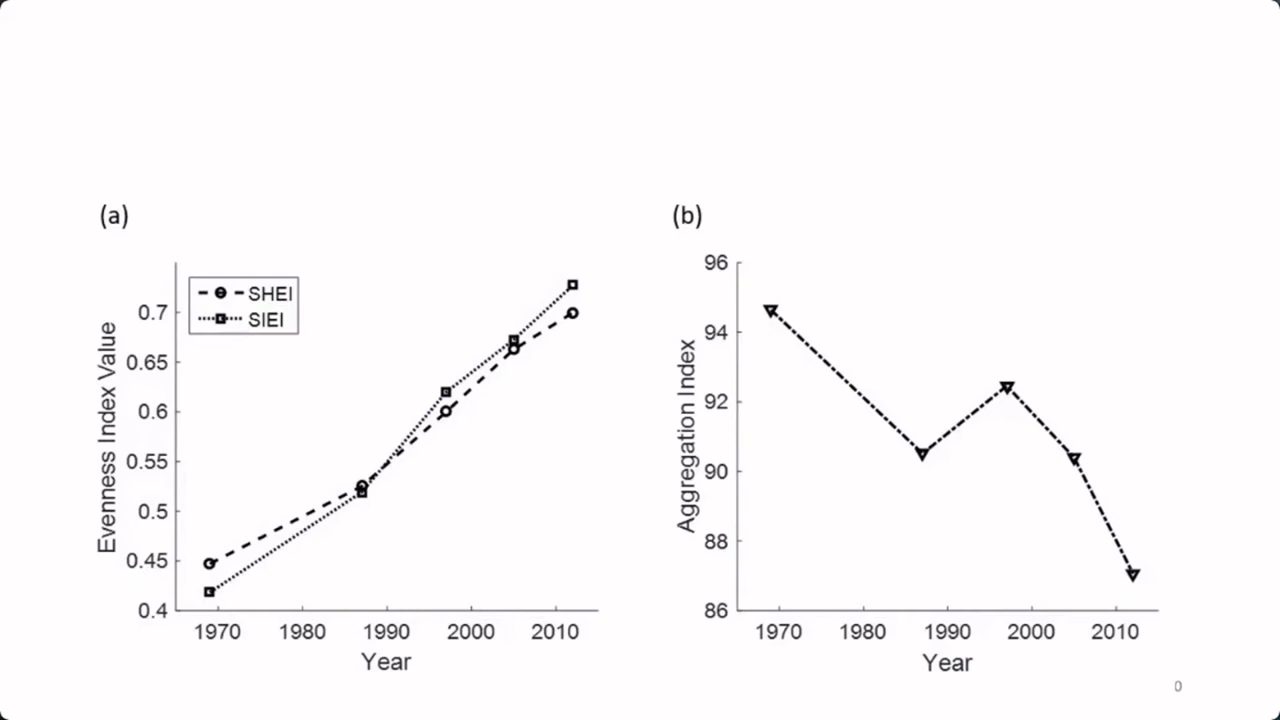 (a)
SHEI
SIEI
Evenness Index Value
0.7
0.65
0.6
0.55
0.5
0.45
0.4
1970 1980 1990 2000 2010
Year
(b)
Aggregation Index
96
94
92
90
88
86
1970 1980 1990 2000 2010
Year
0